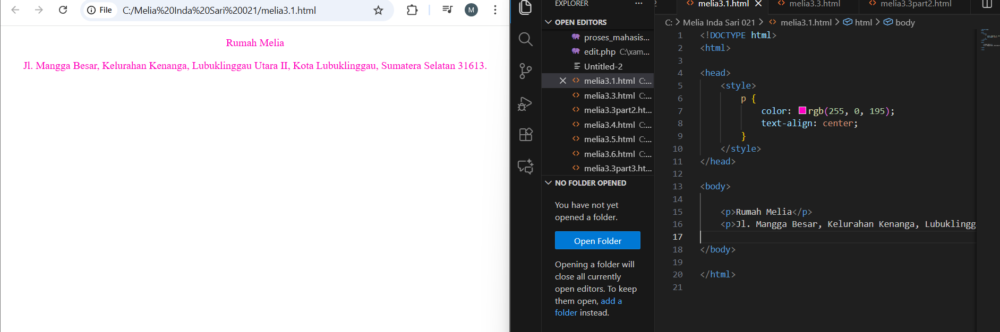 File
C:/Melia%20Inda%20Sari%20021/melia3.1.html
M
Rumah Melia
Jl. Mangga Besar, Kelurahan Kenanga, Lubuklinggau Utara II, Kota Lubuklinggau, Sumatera Selatan 31613.
EXPLORER
OPEN EDITORS
proses_mahasis...
edit.php C:\xam...
Untitled-2
melia3.1.html C:...
melia3.3.html C:...
melia3.3part2.ht...
melia3.4.html C:...
melia3.5.html C:...
melia3.6.html C:...
melia3.3part3.ht...
NO FOLDER OPENED
You have not yet
opened a folder.
Open Folder
Opening a folder will
close all currently
open editors. To keep
them open, add a
folder instead.
2 melia3.1.html melia3.3.html melia3.3part2.html
C: > Melia Inda Sari 021 > melia3.1.html > html > body
1 <!DOCTYPE html>
2 <html>
3
4 <head>
5 <style>
6 p {
7 color: rgb(255, 0, 195);
8 text-align: center;
9 }
10 </style>
11 </head>
12
13 <body>
14
15 <p>Rumah Melia</p>
16 <p>Jl. Mangga Besar, Kelurahan Kenanga, Lubuklingg
17
18 </body>
19
20 </html>
21